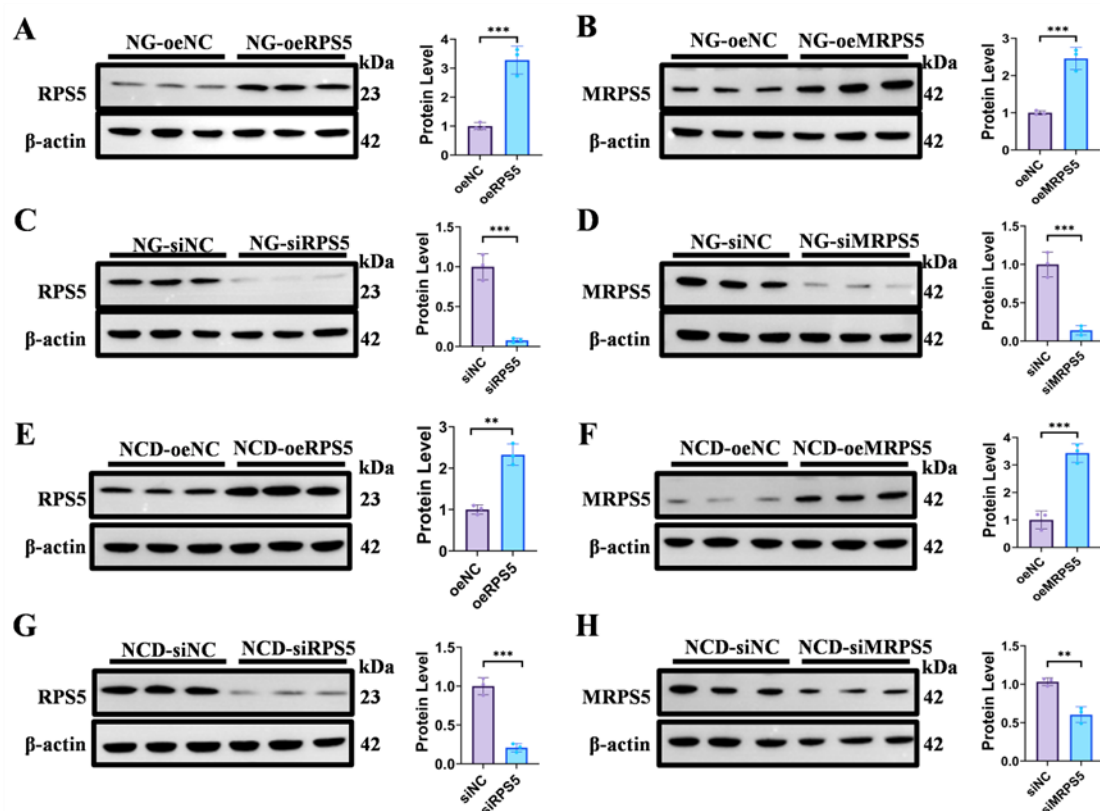 A
NG-oeNC NG-oeRPS5
kDa
RPS5 23
β-actin 42
Protein Level
***
4
3
2
1
0
oeNC
oeRPS5
B
NG-oeNC NG-oeMRPS5
kDa
MRPS5 42
β-actin 42
Protein Level
***
3
2
1
0
oeNC
oeMRPS5
C
NG-siNC NG-siRPS5
kDa
RPS5 23
β-actin 42
Protein Level
***
1.5
1.0
0.5
0.0
siNC
siRPS5
D
NG-siNC NG-siMRPS5
kDa
MRPS5 42
β-actin 42
Protein Level
***
1.5
1.0
0.5
0.0
siNC
siMRPS5
E
NCD-oeNC NCD-oeRPS5
kDa
RPS5 23
β-actin 42
Protein Level
**
3
2
1
0
oeNC
oeRPS5
F
NCD-oeNC NCD-oeMRPS5
kDa
MRPS5 42
β-actin 42
Protein Level
***
4
3
2
1
0
oeNC
oeMRPS5
G
NCD-siNC NCD-siRPS5
kDa
RPS5 23
β-actin 42
Protein Level
***
1.5
1.0
0.5
0.0
siNC
siRPS5
H
NCD-siNC NCD-siMRPS5
kDa
MRPS5 42
β-actin 42
Protein Level
**
1.5
1.0
0.5
0.0
siNC
siMRPS5